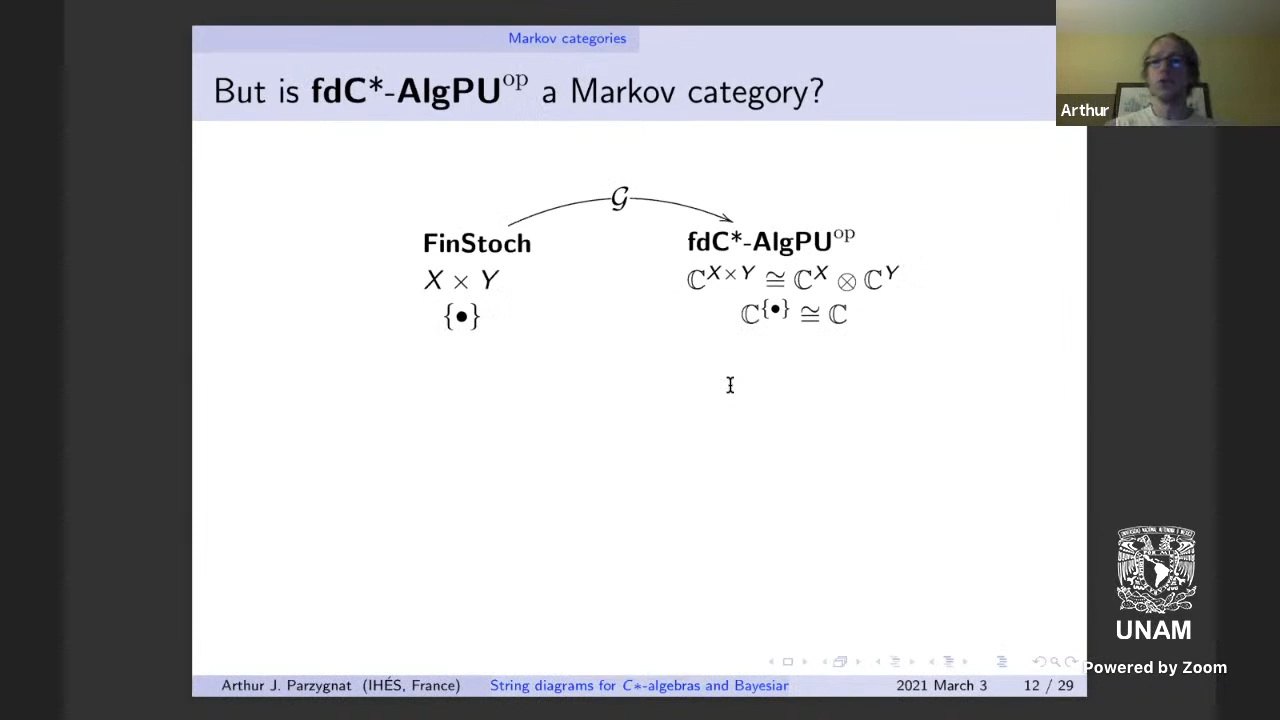 Markov categories
But is fdC*-AlgPU^op a Markov category?
Arthur
𝒢
FinStoch fdC*-AlgPU^op
X × Y ℂ^{X×Y} ≅ ℂ^X ⊗ ℂ^Y
{•} ℂ^{{•}} ≅ ℂ
UNAM
Powered by Zoom
Arthur J. Parzygnat (IHÉS, France) String diagrams for C*-algebras and Bayesian 2021 March 3 12 / 29